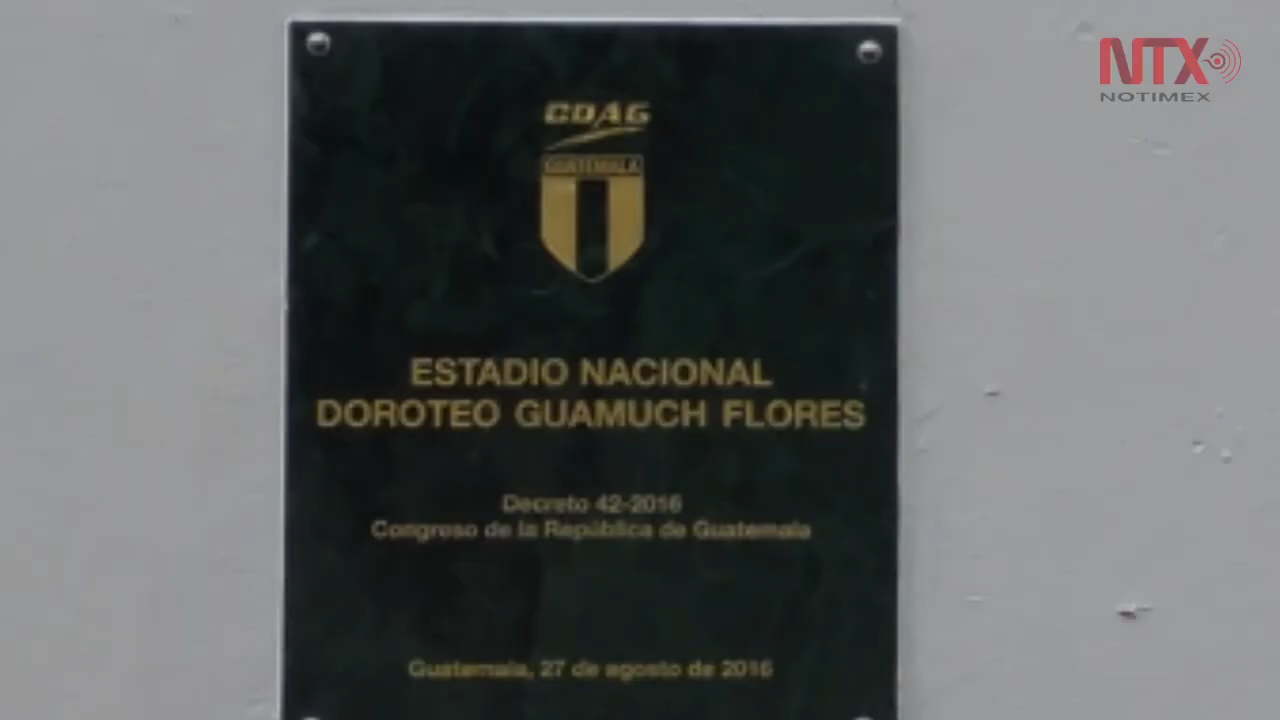 NTX
NOTIMEX
CDAG
GUATEMALA
ESTADIO NACIONAL
DOROTEO GUAMUCH FLORES
Decreto 42-2016
Congreso de la República de Guatemala
Guatemala, 27 de agosto de 2016